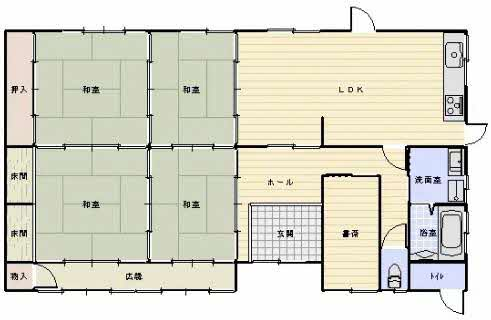 押入
和室
和室
LDK
床間
和室
和室
ホール
洗面室
床間
玄関
書斎
浴室
物入
広縁
トイレ